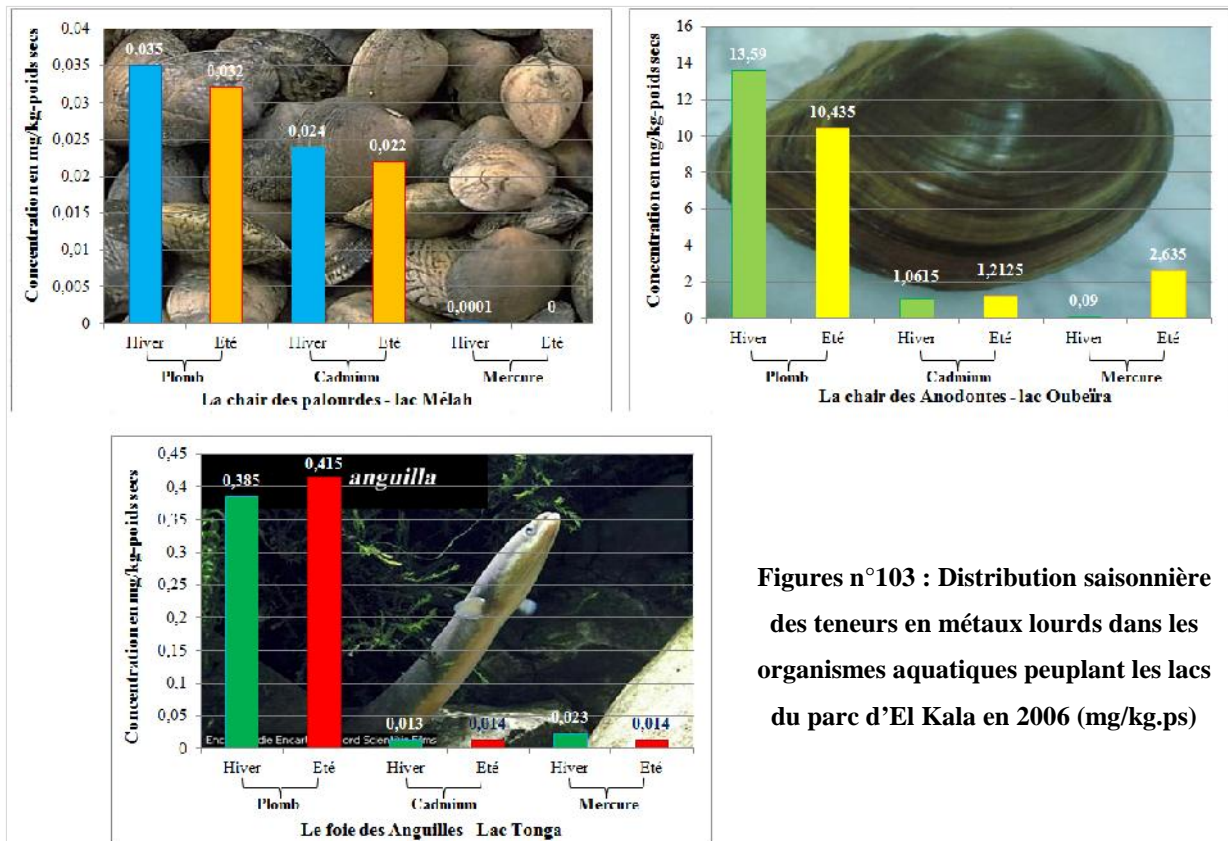 Concentration en mg/kg-poids secs
0,04
0,035
0,03
0,025
0,02
0,015
0,01
0,005
0
0,035
0,032
0,024
0,022
0,0001
0
Hiver Eté Hiver Eté Hiver Eté
Plomb Cadmium Mercure
La chair des palourdes - lac Mélah
Concentration en mg/kg-poids secs
16
14
12
10
8
6
4
2
0
13,59
10,435
1,0615
1,2125
0,09
2,635
Hiver Eté Hiver Eté Hiver Eté
Plomb Cadmium Mercure
La chair des Anodontes - lac Oubeïra
Concentration en mg/kg-poids secs
0,45
0,4
0,35
0,3
0,25
0,2
0,15
0,1
0,05
0
0,385
0,415
anguilla
0,013
0,014
0,023
0,014
Hiver Eté Hiver Eté Hiver Eté
Plomb Cadmium Mercure
Le foie des Anguilles Lac Tonga
Figures n°103 : Distribution saisonnière
des teneurs en métaux lourds dans les
organismes aquatiques peuplant les lacs
du parc d’El Kala en 2006 (mg/kg.ps)